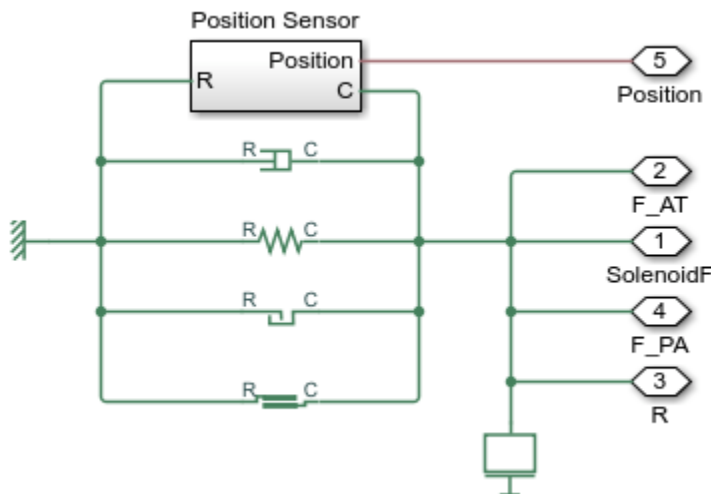 Position Sensor
Position
R
C
5
Position
R C
2
F_AT
R C
1
SolenoidF
R C
4
F_PA
R C
3
R